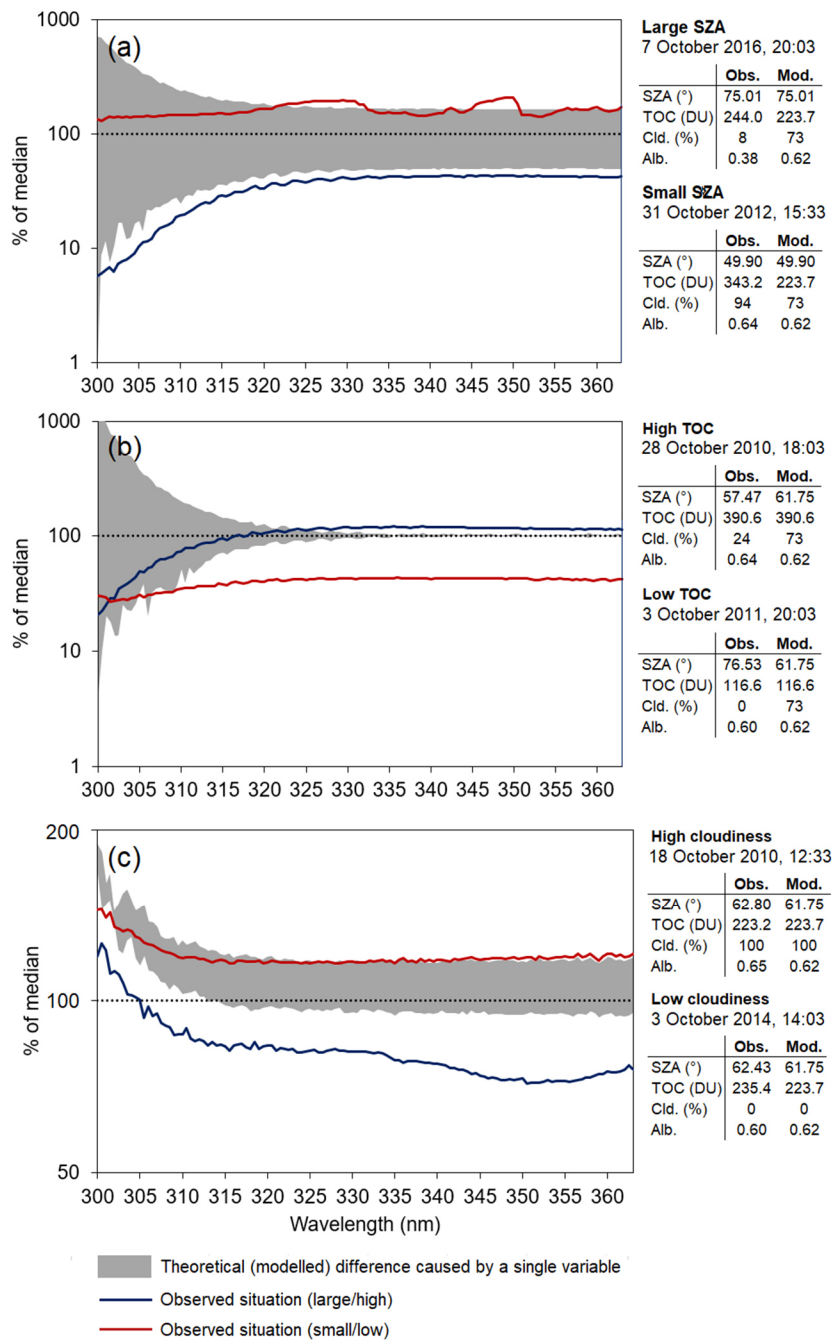 (a)
1000
100
10
1
% of median
300 305 310 315 320 325 330 335 340 345 350 355 360
Large SZA
7 October 2016, 20:03
Obs. Mod.
SZA (°) 75.01 75.01
TOC (DU) 244.0 223.7
Cld. (%) 8 73
Alb. 0.38 0.62
Small SZA
31 October 2012, 15:33
Obs. Mod.
SZA (°) 49.90 49.90
TOC (DU) 343.2 223.7
Cld. (%) 94 73
Alb. 0.64 0.62
(b)
1000
100
10
1
% of median
300 305 310 315 320 325 330 335 340 345 350 355 360
High TOC
28 October 2010, 18:03
Obs. Mod.
SZA (°) 57.47 61.75
TOC (DU) 390.6 390.6
Cld. (%) 24 73
Alb. 0.64 0.62
Low TOC
3 October 2011, 20:03
Obs. Mod.
SZA (°) 76.53 61.75
TOC (DU) 116.6 116.6
Cld. (%) 0 73
Alb. 0.60 0.62
(c)
200
100
50
% of median
300 305 310 315 320 325 330 335 340 345 350 355 360
Wavelength (nm)
High cloudiness
18 October 2010, 12:33
Obs. Mod.
SZA (°) 62.80 61.75
TOC (DU) 223.2 223.7
Cld. (%) 100 100
Alb. 0.65 0.62
Low cloudiness
3 October 2014, 14:03
Obs. Mod.
SZA (°) 62.43 61.75
TOC (DU) 235.4 223.7
Cld. (%) 0 0
Alb. 0.60 0.62
Theoretical (modelled) difference caused by a single variable
Observed situation (large/high)
Observed situation (small/low)